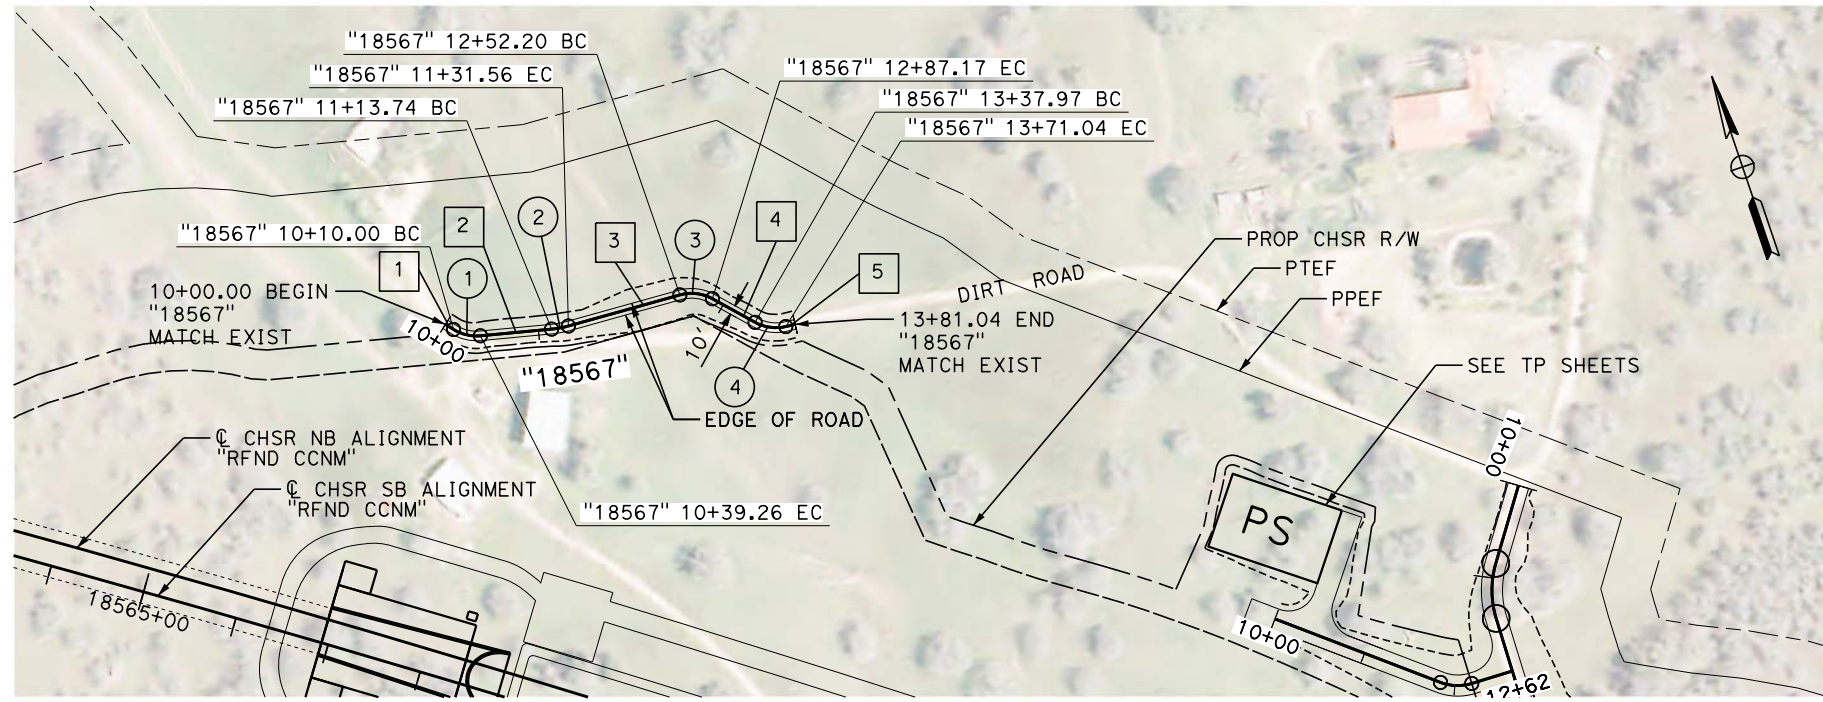 "18567" 12+52.20 BC
"18567" 11+31.56 EC
"18567" 11+13.74 BC
"18567" 12+87.17 EC
"18567" 13+37.97 BC
"18567" 13+71.04 EC
"18567" 10+10.00 BC
1
2
2
3
3
4
5
1
4
10+00.00 BEGIN
"18567"
MATCH EXIST
10+00
"18567"
10'
EDGE OF ROAD
DIRT ROAD
13+81.04 END
"18567"
MATCH EXIST
PROP CHSR R/W
PTEF
PPEF
SEE TP SHEETS
℄ CHSR NB ALIGNMENT
"RFND CCNM"
℄ CHSR SB ALIGNMENT
"RFND CCNM"
"18567" 10+39.26 EC
18565+00
PS
10+00
10+00
12+62